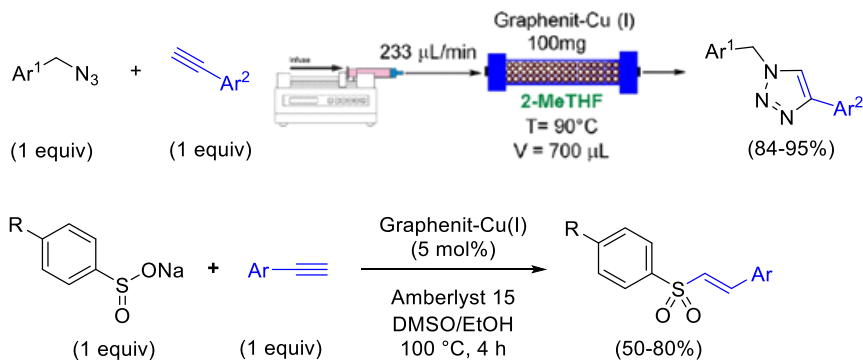 Graphenit-Cu (I)
100mg
Infuse
233 µL/min
2-MeTHF
T= 90°C
V = 700 µL
Ar1
N3
+
Ar2
(1 equiv)
(1 equiv)
Ar1
N
N
N
Ar2
(84-95%)
R
S
ONa
O
(1 equiv)
+
Ar
(1 equiv)
Graphenit-Cu(I)
(5 mol%)
Amberlyst 15
DMSO/EtOH
100 °C, 4 h
R
S
O O
Ar
(50-80%)